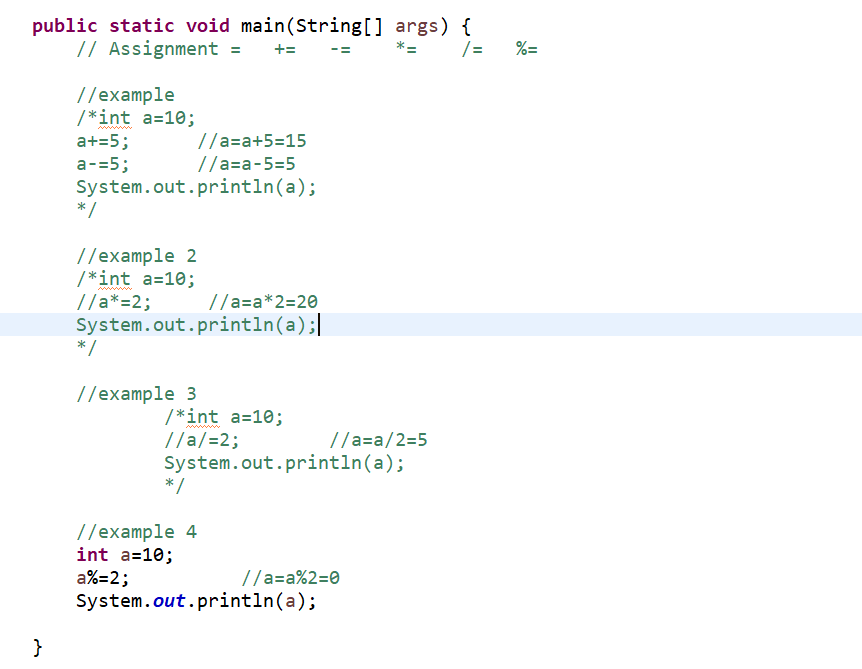 public static void main(String[] args) {
// Assignment =   +=   -=    *=    /=   %=
//example
/*int a=10;
a+=5;      //a=a+5=15
a-=5;      //a=a-5=5
System.out.println(a);
*/
//example 2
/*int a=10;
//a*=2;     //a=a*2=20
System.out.println(a);
*/
//example 3
/*int a=10;
//a/=2;        //a=a/2=5
System.out.println(a);
*/
//example 4
int a=10;
a%=2;          //a=a%2=0
System.out.println(a);
}